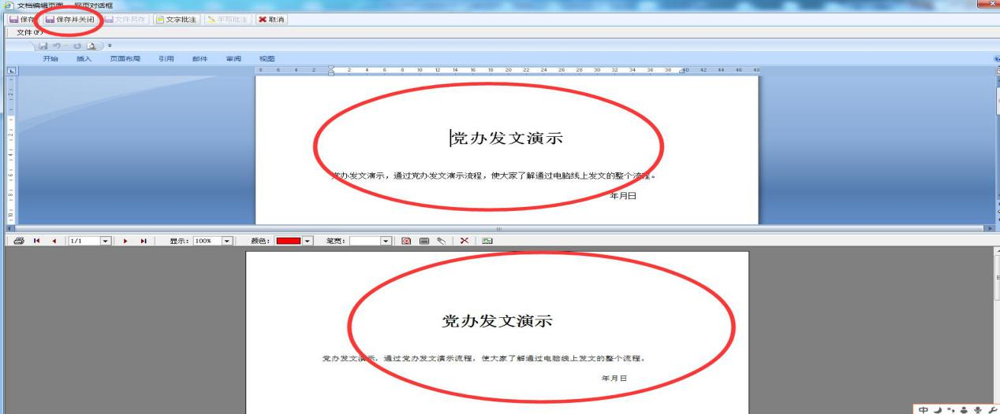 文档编辑页面 -- 网页对话框
保存 保存并关闭 文件另存 文字批注 手写批注 取消
文件(F)
开始 插入 页面布局 引用 邮件 审阅 视图
8 6 4 2 2 4 6 8 10 12 14 16 18 20 22 24 26 28 30 32 34 36 38 40 42 44 46 48
党办发文演示
党办发文演示，通过党办发文演示流程，使大家了解通过电脑线上发文的整个流程。
年月日
1/1 显示: 100% 颜色: 笔宽:
党办发文演示
党办发文演示，通过党办发文演示流程，使大家了解通过电脑线上发文的整个流程。
年月日
中